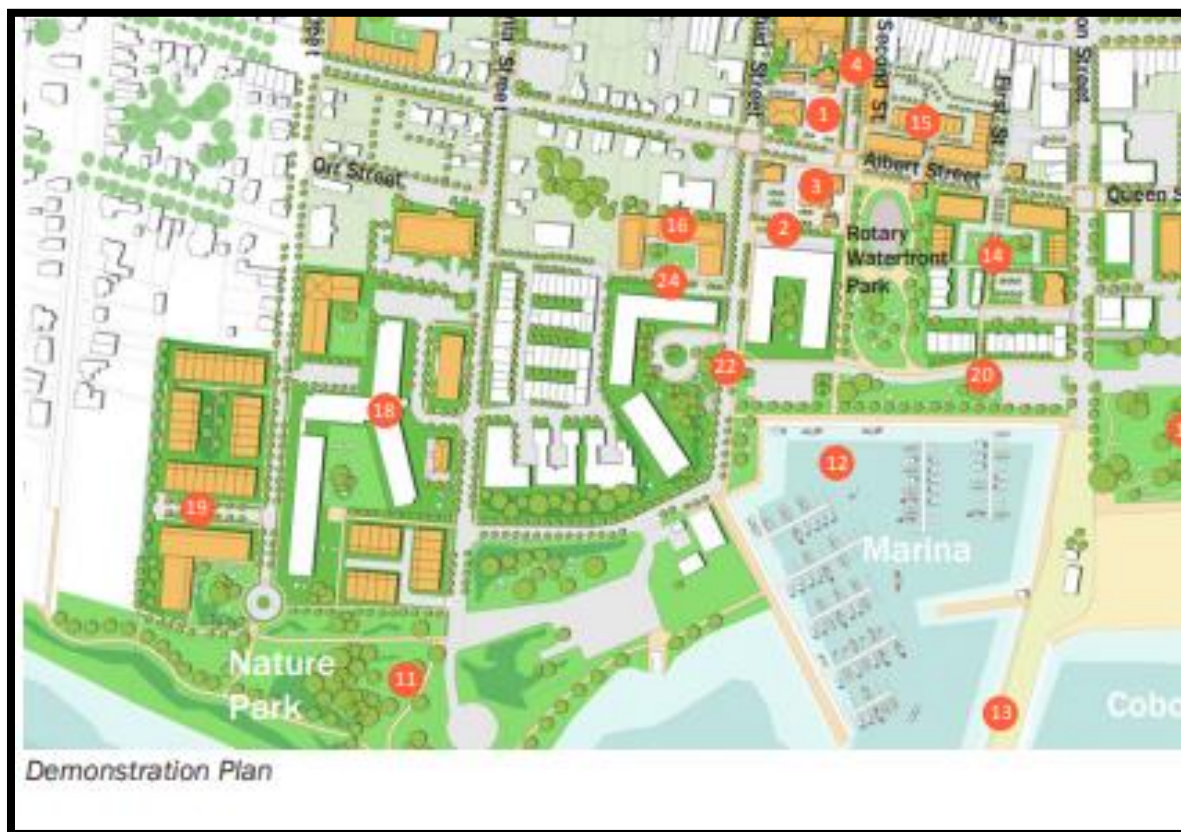 Second St.
First St.
4
1
15
Orr Street
Albert Street
3
Queen S
16
2
Rotary
Waterfront
Park
14
24
22
20
18
12
19
Marina
Nature
Park
11
13
Cobo
Demonstration Plan